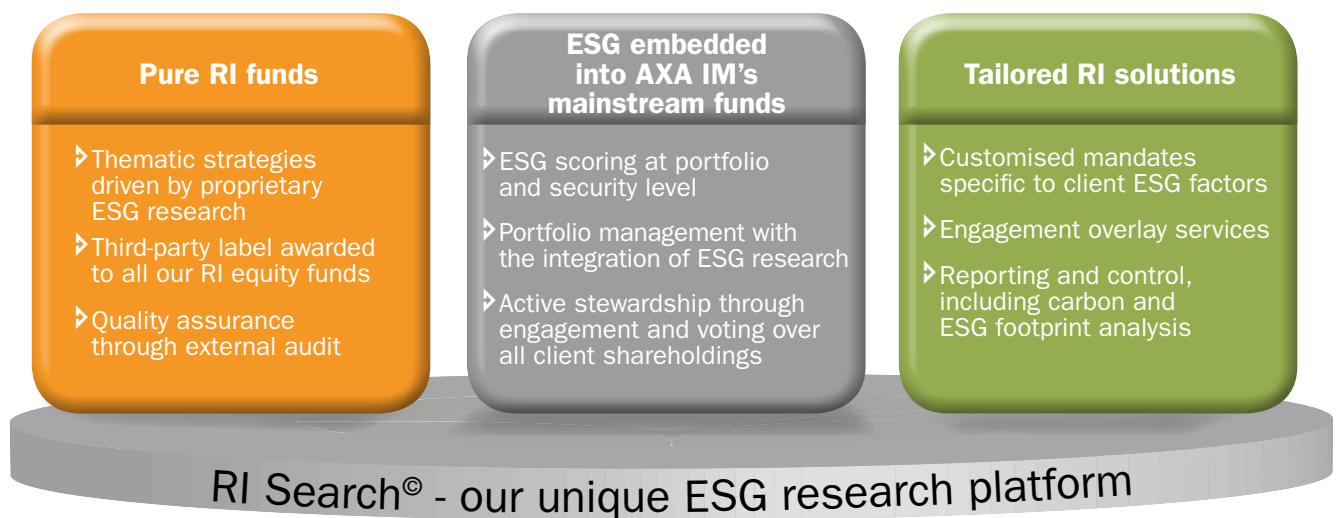 Pure RI funds
Thematic strategies
driven by proprietary
ESG research
Third-party label awarded
to all our RI equity funds
Quality assurance
through external audit
ESG embedded
into AXA IM's
mainstream funds
ESG scoring at portfolio
and security level
Portfolio management with
the integration of ESG research
Active stewardship through
engagement and voting over
all client shareholdings
Tailored RI solutions
Customised mandates
specific to client ESG factors
Engagement overlay services
Reporting and control,
including carbon and
ESG footprint analysis
RI Search© - our unique ESG research platform